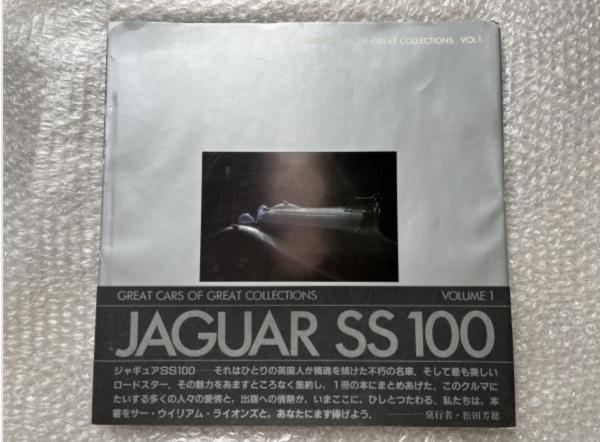 GREAT CARS OF GREAT COLLECTIONS VOL.1
GREAT CARS OF GREAT COLLECTIONS VOLUME 1
JAGUAR SS 100
ジャギュアSS100──それはひとりの英国人が精魂を傾けた不朽の名車、そして最も美しい
ロードスター。その魅力をあますところなく集約し、1冊の本にまとめあげた。このクルマに
たいする多くの人々の愛情と、出版への情熱が、いまここに、ひとつとなる。私たちは、本
書をサー・ウイリアム・ライオンズと、あなたにまず捧げよう。──発行者・松田芳穂